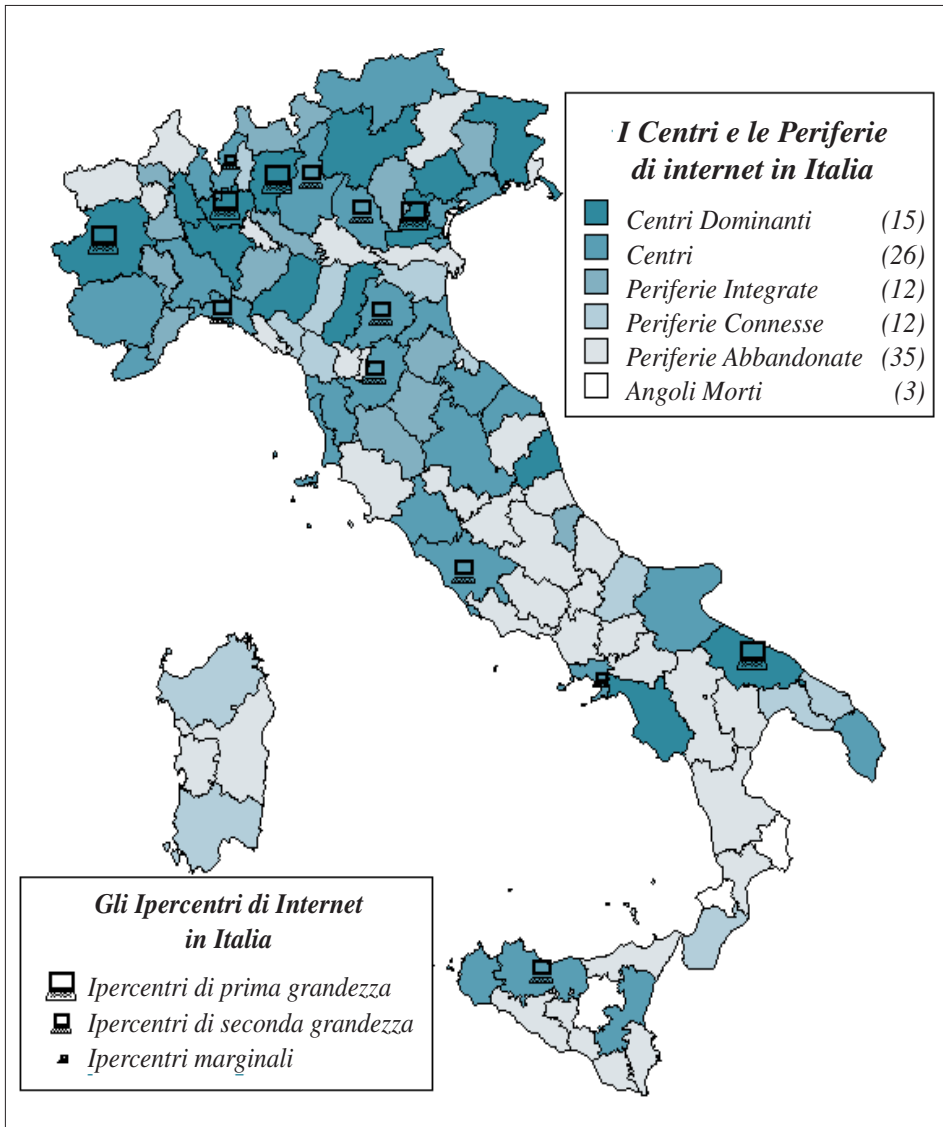 I Centri e le Periferie
di internet in Italia
Centri Dominanti (15)
Centri (26)
Periferie Integrate (12)
Periferie Connesse (12)
Periferie Abbandonate (35)
Angoli Morti (3)
Gli Ipercentri di Internet
in Italia
Ipercentri di prima grandezza
Ipercentri di seconda grandezza
Ipercentri marginali